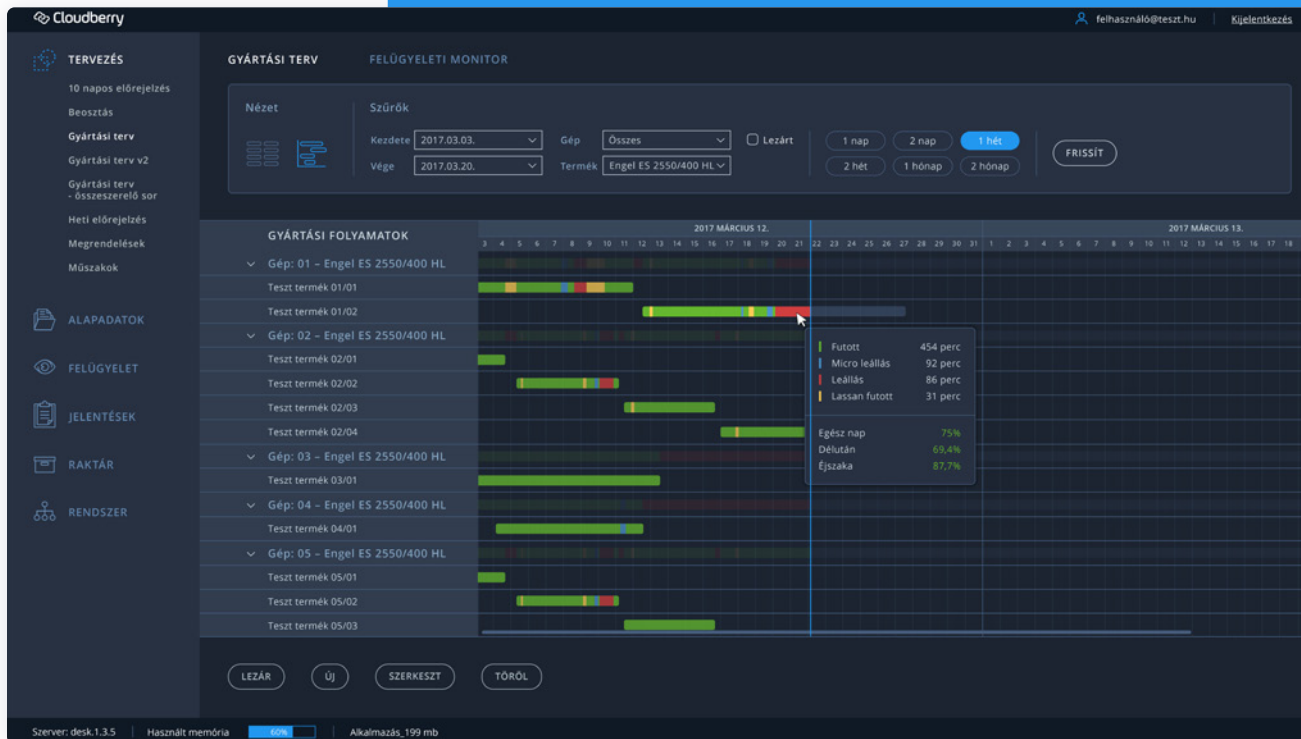 Cloudberry
felhasználó@teszt.hu
Kijelentkezés
TERVEZÉS
10 napos előrejelzés
Beosztás
Gyártási terv
Gyártási terv v2
Gyártási terv
- összeszerelő sor
Heti előrejelzés
Megrendelések
Műszakok
ALAPADATOK
FELÜGYELET
JELENTÉSEK
RAKTÁR
RENDSZER
GYÁRTÁSI TERV
FELÜGYELETI MONITOR
Nézet
Szűrők
Kezdete 2017.03.03.
Gép Összes
Lezárt
Vége 2017.03.20.
Termék Engel ES 2550/400 HL
1 nap 2 nap 1 hét
2 hét 1 hónap 2 hónap
FRISSÍT
GYÁRTÁSI FOLYAMATOK
2017 MÁRCIUS 12.
2017 MÁRCIUS 13.
3 4 5 6 7 8 9 10 11 12 13 14 15 16 17 18 19 20 21 22 23 24 25 26 27 28 29 30 31 1 2 3 4 5 6 7 8 9 10 11 12 13 14 15 16 17 18
Gép: 01 – Engel ES 2550/400 HL
Teszt termék 01/01
Teszt termék 01/02
Gép: 02 – Engel ES 2550/400 HL
Teszt termék 02/01
Teszt termék 02/02
Teszt termék 02/03
Teszt termék 02/04
Gép: 03 – Engel ES 2550/400 HL
Teszt termék 03/01
Gép: 04 – Engel ES 2550/400 HL
Teszt termék 04/01
Gép: 05 – Engel ES 2550/400 HL
Teszt termék 05/01
Teszt termék 05/02
Teszt termék 05/03
Futott 454 perc
Micro leállás 92 perc
Leállás 86 perc
Lassan futott 31 perc
Egész nap 75%
Délután 69,4%
Éjszaka 87,7%
LEZÁR
ÚJ
SZERKESZT
TÖRÖL
Szerver: desk.1.3.5
Használt memória 60%
Alkalmazás_199 mb